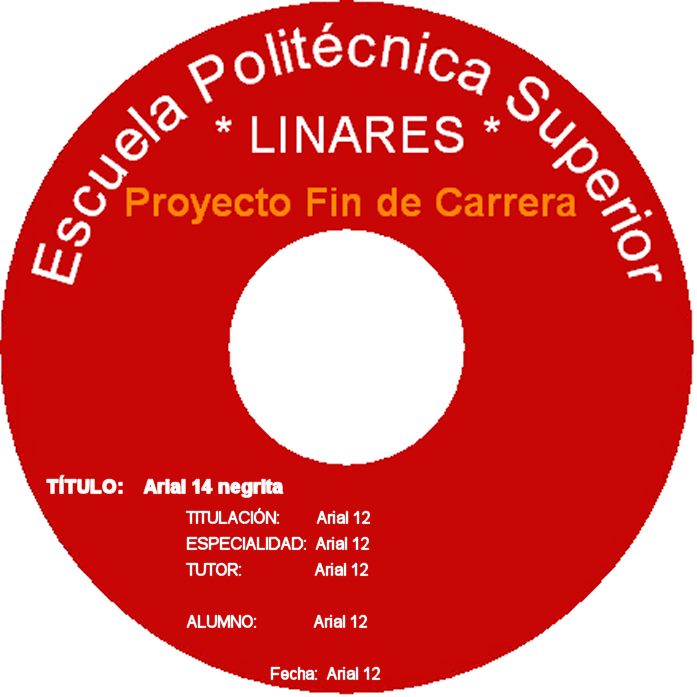 Escuela Politécnica Superior
* LINARES *
Proyecto Fin de Carrera
TÍTULO: Arial 14 negrita
TITULACIÓN: Arial 12
ESPECIALIDAD: Arial 12
TUTOR: Arial 12
ALUMNO: Arial 12
Fecha: Arial 12